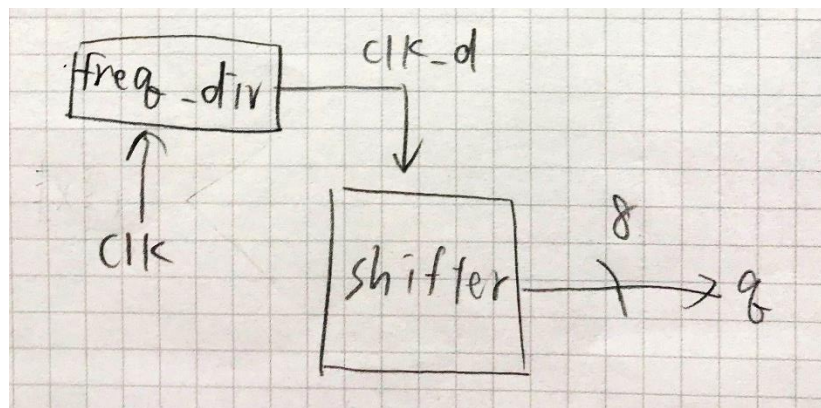 clk_d
freq_div
clk
8
shifter
q